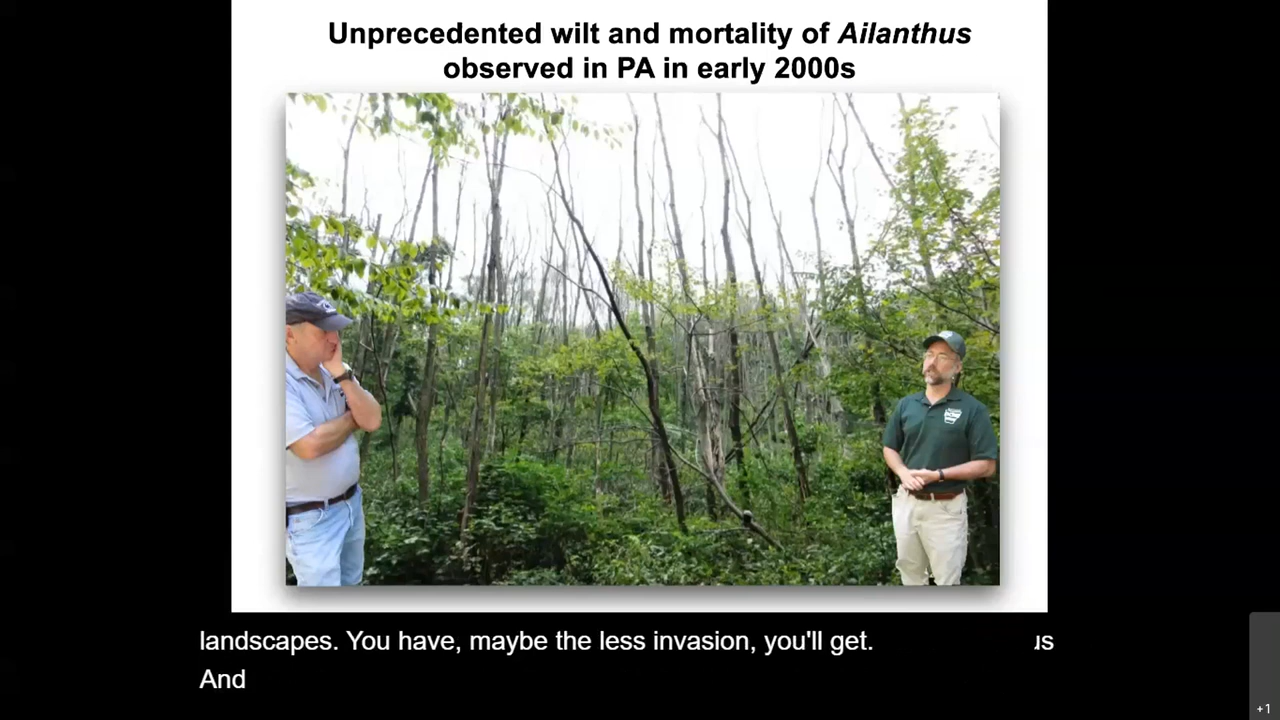 Unprecedented wilt and mortality of Ailanthus
observed in PA in early 2000s
landscapes. You have, maybe the less invasion, you'll get.
And
+1